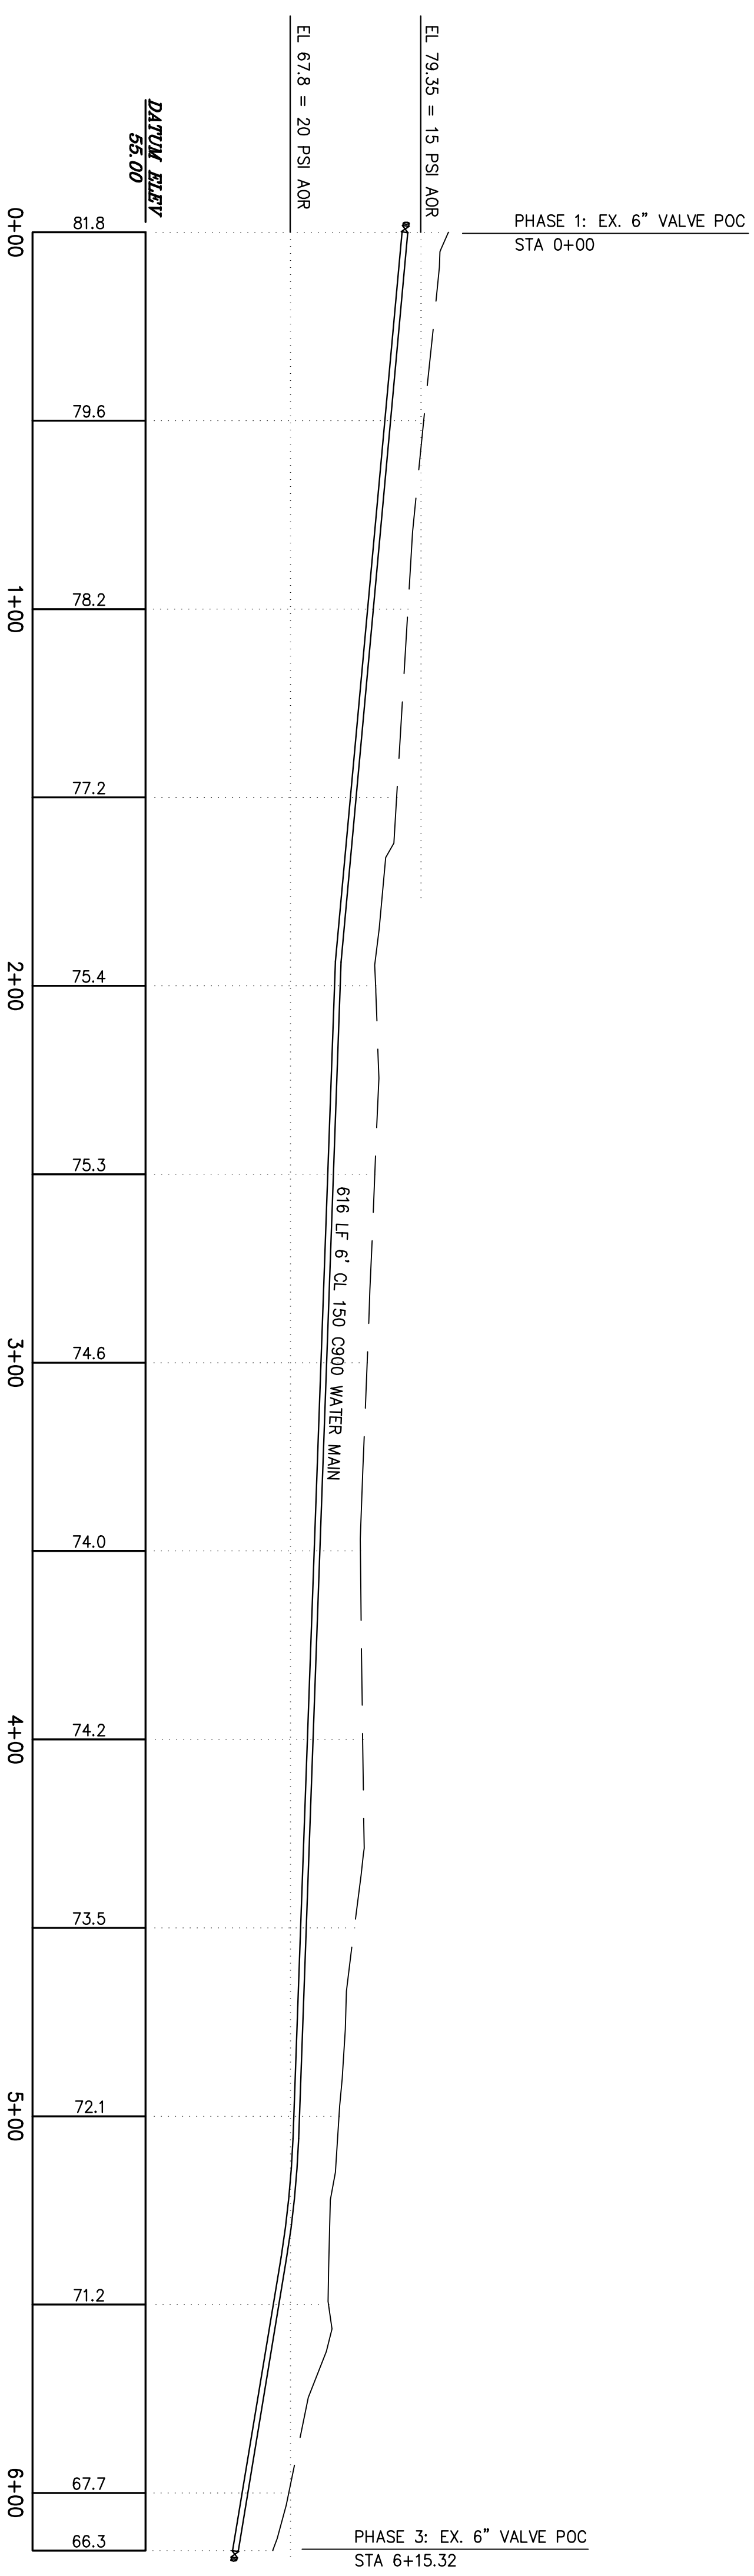 EL 79.35 = 15 PSI AOR
EL 67.8 = 20 PSI AOR
DATUM ELEV
55.00
PHASE 1: EX. 6" VALVE POC
STA 0+00
81.8
0+00
79.6
78.2
1+00
77.2
75.4
2+00
75.3
616 LF 6' CL 150 C900 WATER MAIN
74.6
3+00
74.0
74.2
4+00
73.5
72.1
5+00
71.2
67.7
6+00
66.3
PHASE 3: EX. 6" VALVE POC
STA 6+15.32